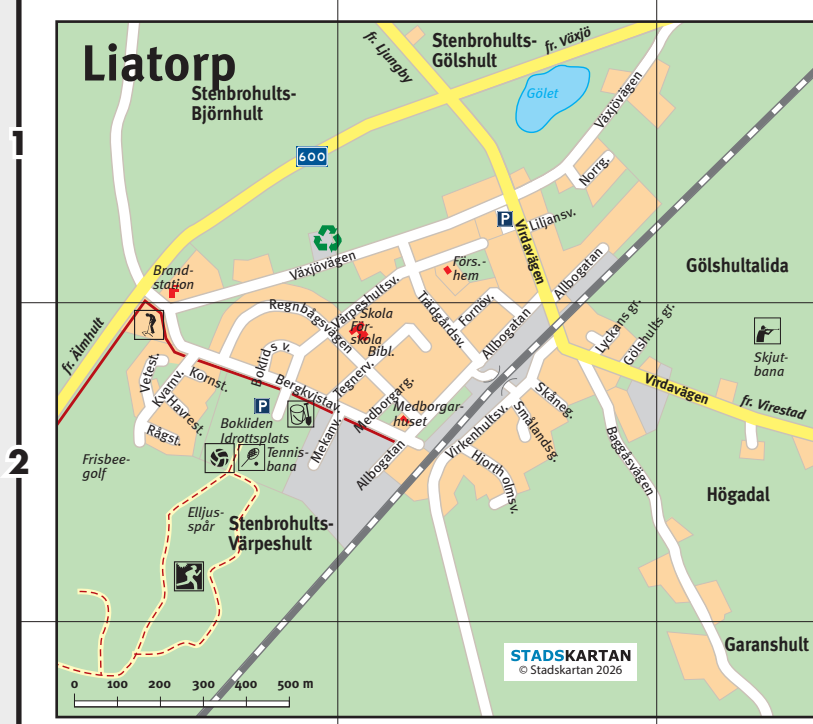 Liatorp
Stenbrohults-
Björnhult
fr. Ljungby
Stenbrohults-
Gölshult
fr. Växjö
Gölet
1
600
Växjövägen
Norrg.
P
Liljansv.
Virdavägen
Växjövägen
Förs.-
hem
Allbogatan
Gölshultalida
Brand-
station
fr. Älmhult
Regnbågsvägen
Värpeshultsv.
Skola
För-
skola
Bibl.
Trädgårdsv.
Fornöv.
Allbogatan
Lyckans gr.
Gölshults gr.
Skjut-
bana
Virdavägen
fr. Virestad
Boklids v.
Bergkvistav.
Tegnerv.
Medborgarg.
Medborgar-
huset
Vetest.
Kvarnv.
Kornst.
Havrest.
Rågst.
P
Bokliden
Idrottsplats
Tennis-
bana
Mekanv.
Allbogatan
Virkenhultsv.
Skåneg.
Smålandsg.
Hjortholmsv.
Baggåsvägen
2
Frisbee-
golf
Elljus-
spår
Stenbrohults-
Värpeshult
Högadal
Garanshult
STADSKARTAN
© Stadskartan 2026
0 100 200 300 400 500 m